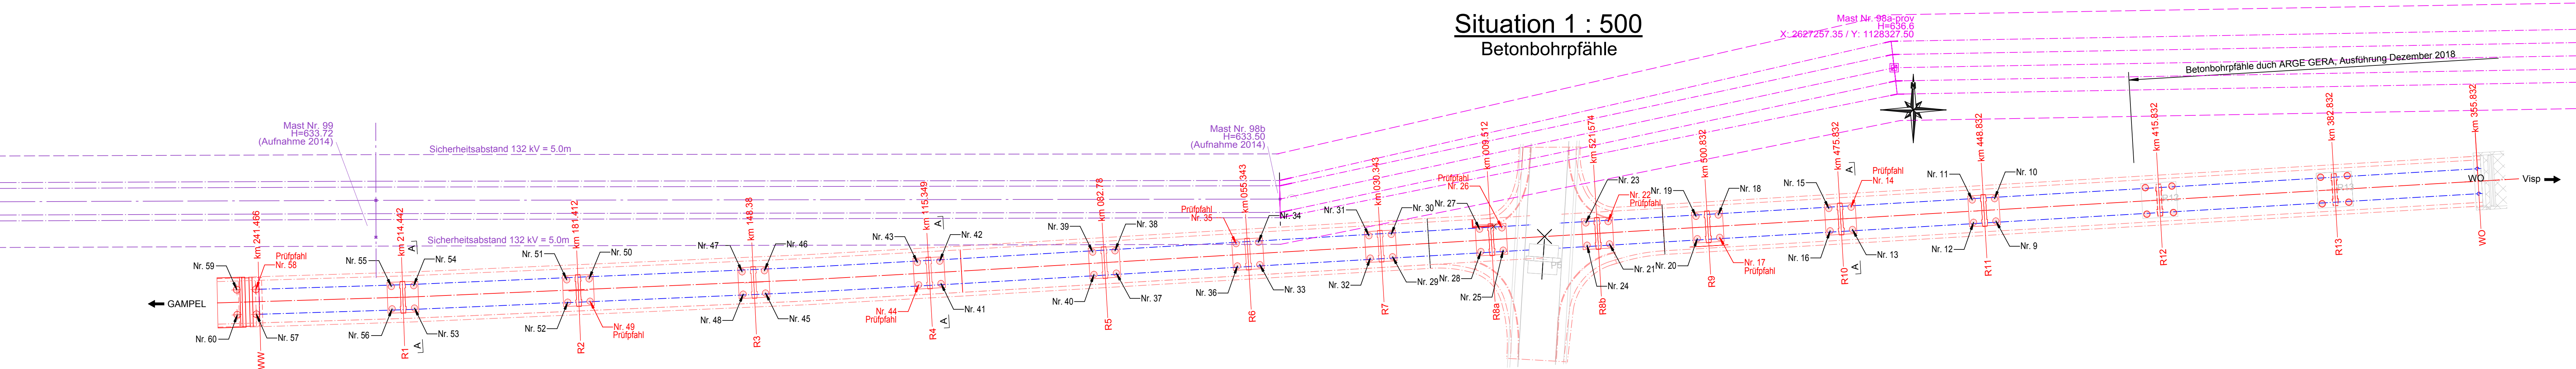 Situation 1 : 500
Betonbohrpfähle
Mast Nr. 98a-prov
H=636.6
X: 2627257.35 / Y: 1128327.50
Betonbohrpfähle duch ARGE GERA, Ausführung Dezember 2018
Mast Nr. 99
H=633.72
(Aufnahme 2014)
Sicherheitsabstand 132 kV = 5.0m
Mast Nr. 98b
H=633.50
(Aufnahme 2014)
Sicherheitsabstand 132 kV = 5.0m
N
GAMPEL
Nr. 59
km 241.496
Prüfpfahl
Nr. 58
Nr. 60
Nr. 57
WW
Nr. 55
km 214.442
A
Nr. 54
Nr. 56
Nr. 53
R1
A
Nr. 51
km 181.412
Nr. 50
Nr. 52
Nr. 49
Prüfpfahl
R2
Nr. 47
km 148.38
Nr. 46
Nr. 48
Nr. 45
R3
Nr. 43
km 115.349
A
Nr. 42
Nr. 44
Prüfpfahl
Nr. 41
R4
A
Nr. 39
km 082.78
Nr. 38
Nr. 40
Nr. 37
R5
Prüfpfahl
Nr. 35
km 055.343
Nr. 34
Nr. 36
Nr. 33
R6
Nr. 31
km 030.343
Nr. 30
Nr. 32
Nr. 29
R7
Nr. 27
Prüfpfahl
Nr. 26
km 009.512
Nr. 28
Nr. 25
R8a
km 521.574
Nr. 23
Nr. 22
Prüfpfahl
Nr. 21
Nr. 24
R8b
Nr. 19
km 500.832
Nr. 18
Nr. 20
Nr. 17
Prüfpfahl
R9
Nr. 15
km 475.832
A
Prüfpfahl
Nr. 14
Nr. 16
Nr. 13
R10
A
Nr. 11
km 448.832
Nr. 10
Nr. 12
Nr. 9
R11
km 415.832
R12
R12
km 382.832
R13
R13
km 355.832
WO
WO
Visp